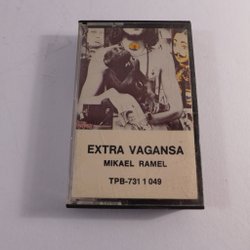 EXTRA VAGANSA
MIKAEL RAMEL
TPB-731 1 049